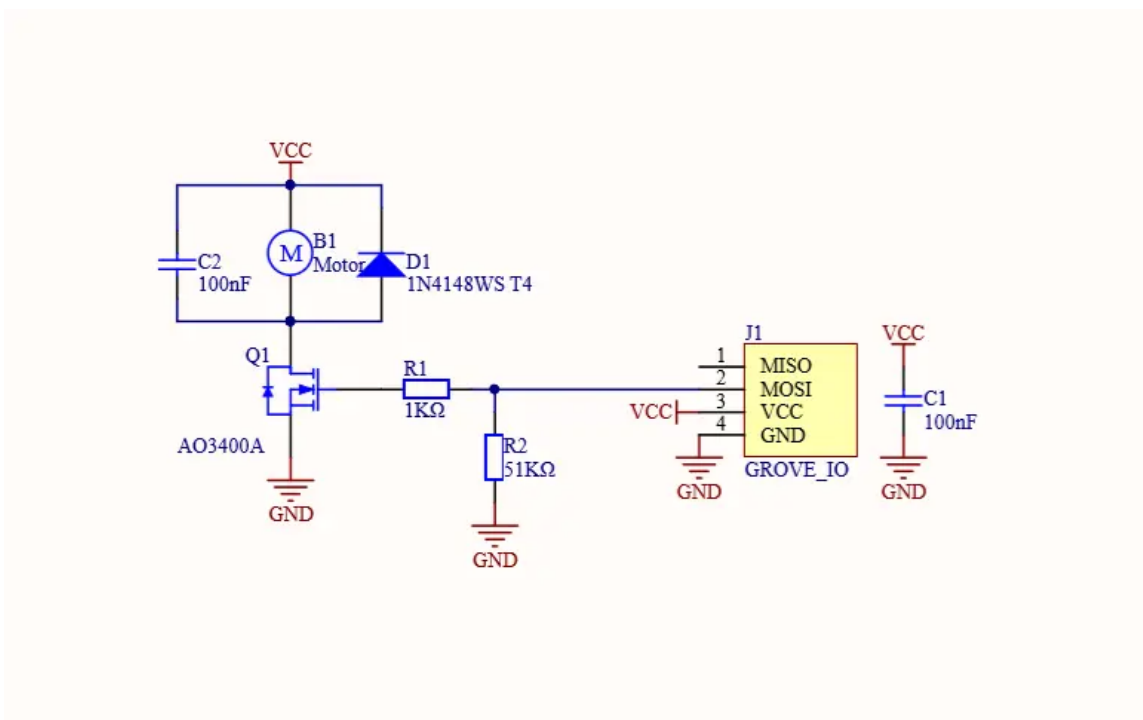 VCC
B1
M
Motor
C2
100nF
D1
1N4148WS T4
Q1
AO3400A
GND
R1
1KΩ
R2
51KΩ
GND
J1
1
MISO
2
MOSI
VCC
3
VCC
4
GND
GROVE_IO
GND
VCC
C1
100nF
GND